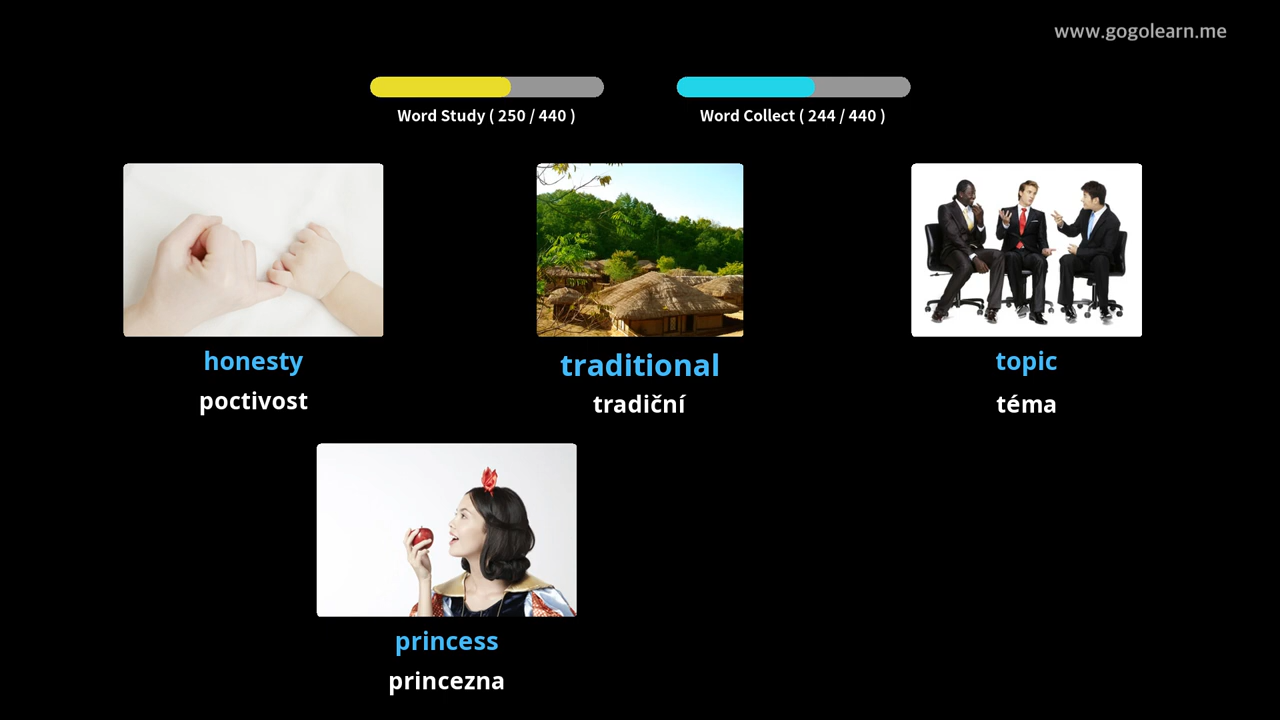 www.gogolearn.me
Word Study ( 250 / 440 )
Word Collect ( 244 / 440 )
honesty
poctivost
traditional
tradiční
topic
téma
princess
princezna